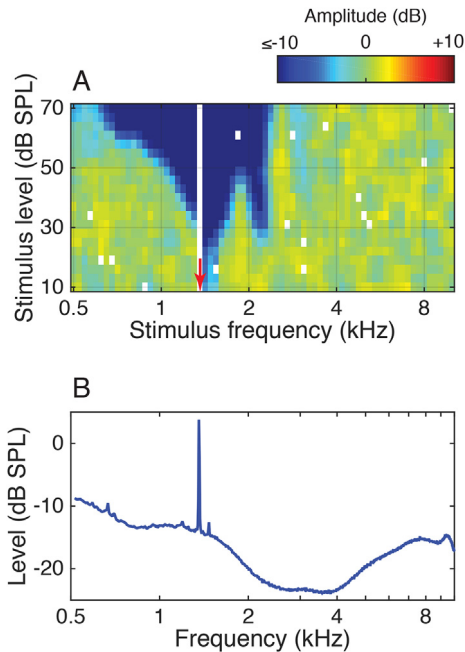 Amplitude (dB)
≤-10 0 +10
A
Stimulus level (dB SPL)
70
50
30
10
0.5 1 2 4 8
Stimulus frequency (kHz)
B
Level (dB SPL)
0
-10
-20
0.5 1 2 4 8
Frequency (kHz)